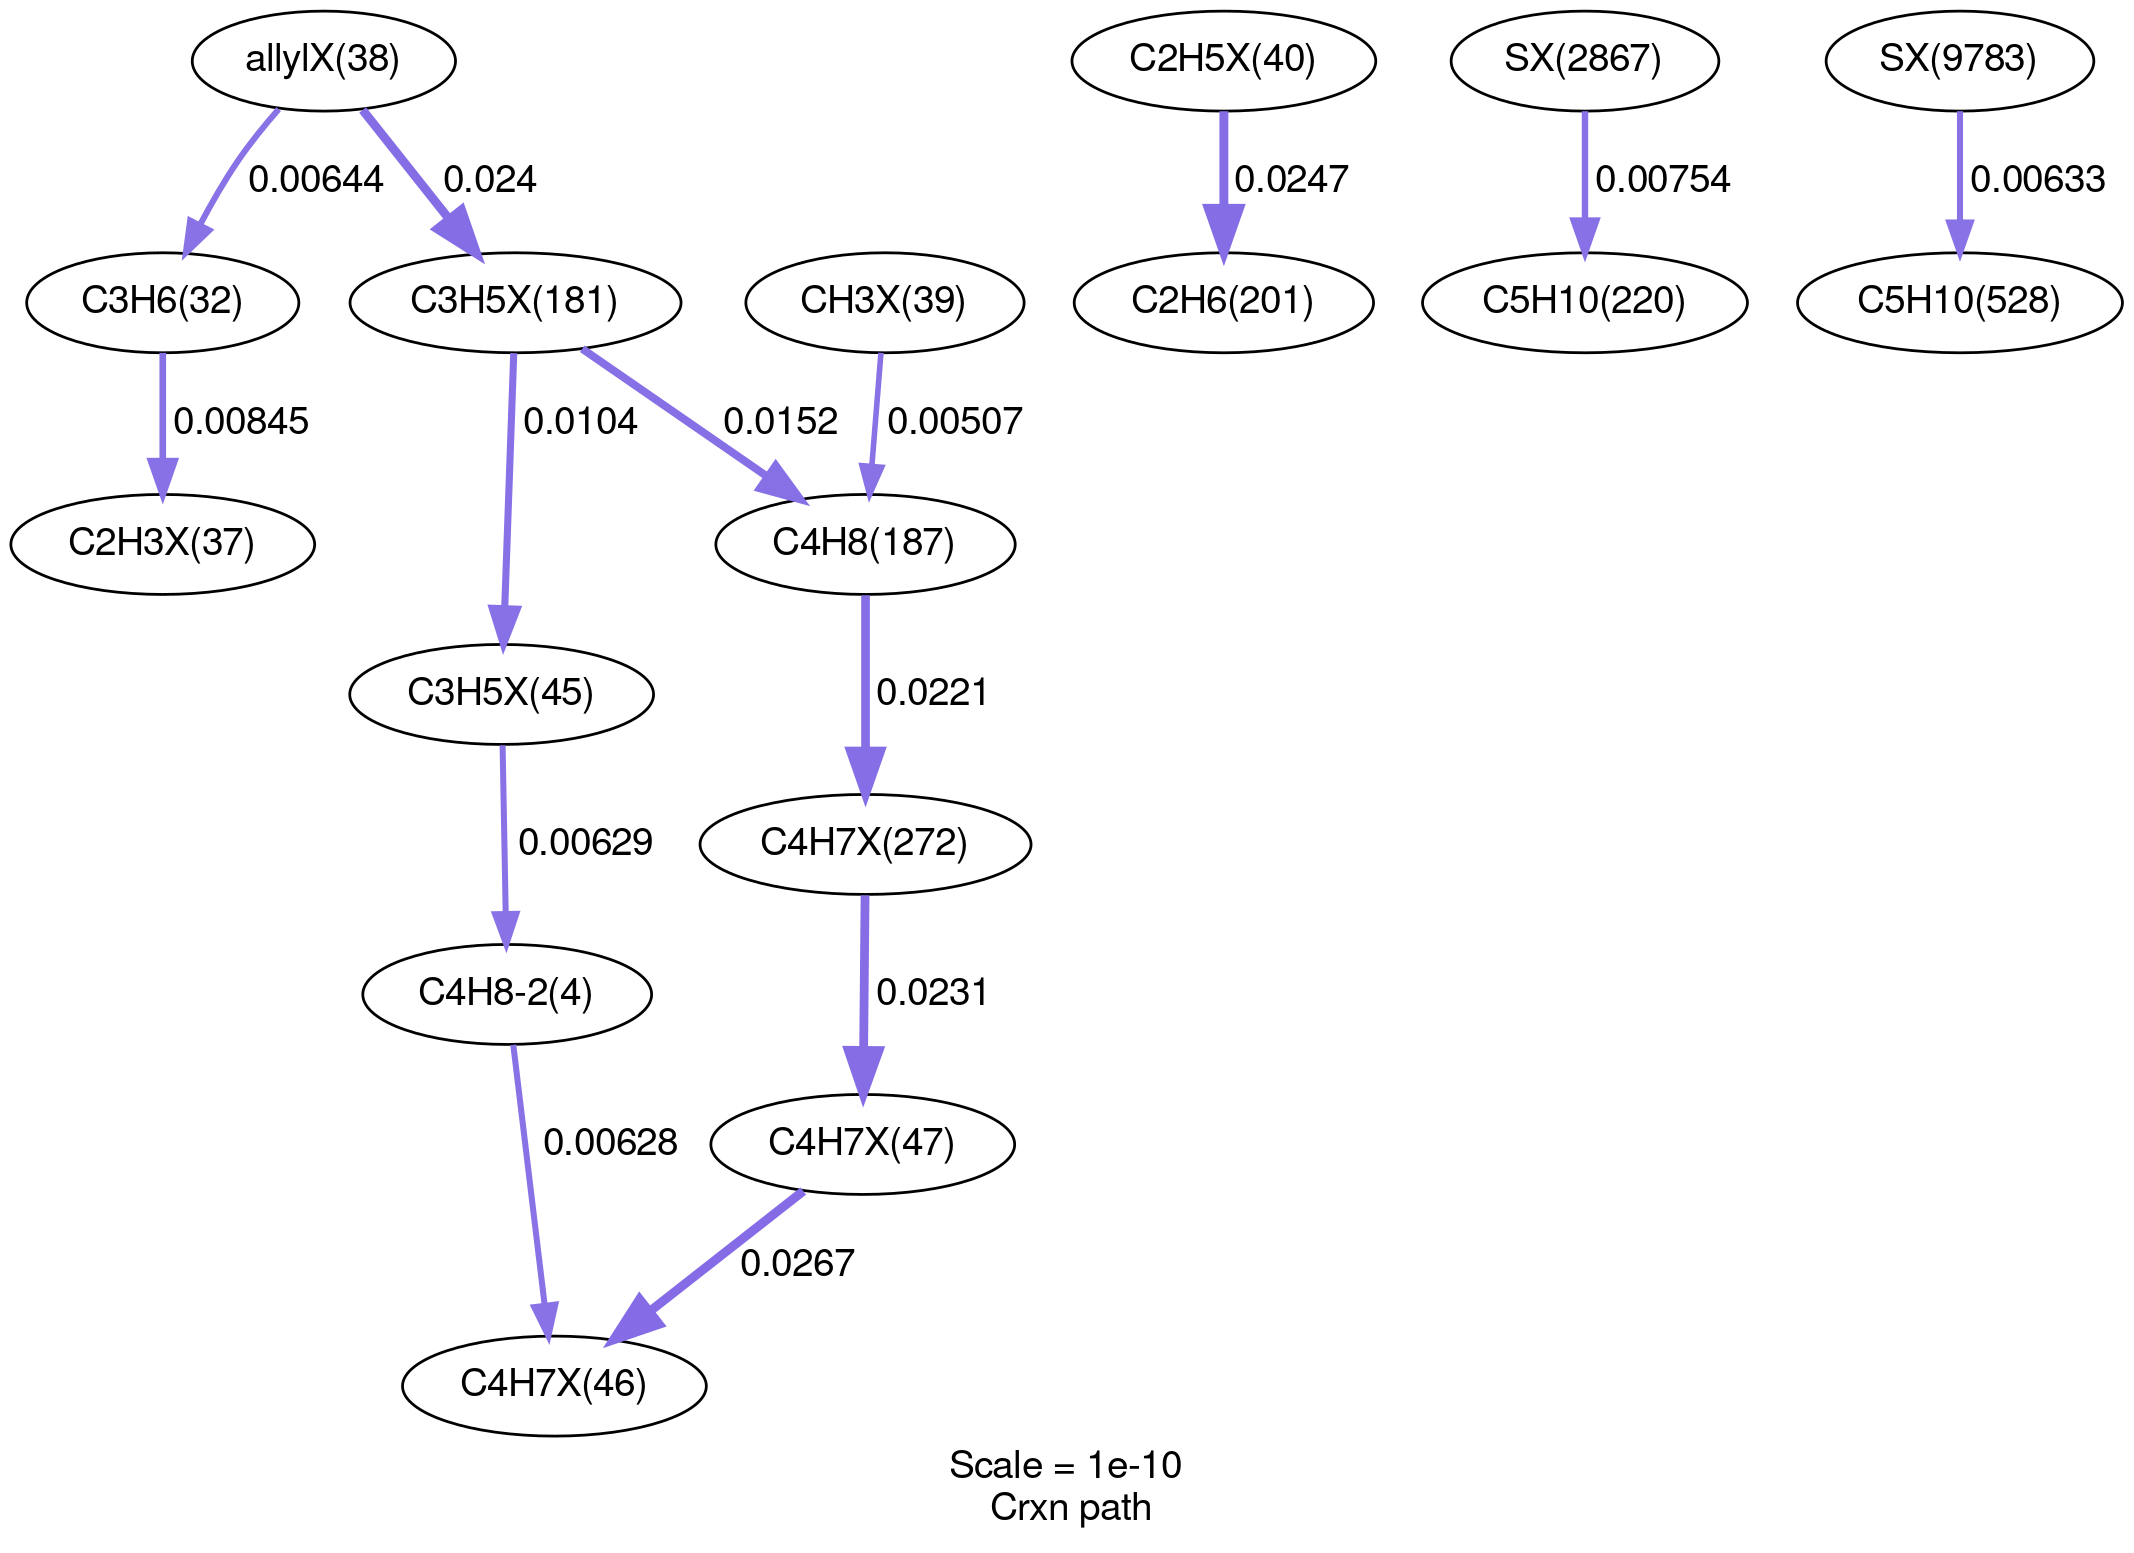 allylX(38)
C2H5X(40)
SX(2867)
SX(9783)
0.00644
0.024
0.0247
0.00754
0.00633
C3H6(32)
C3H5X(181)
CH3X(39)
C2H6(201)
C5H10(220)
C5H10(528)
0.00845
0.0104
0.0152
0.00507
C2H3X(37)
C4H8(187)
C3H5X(45)
0.0221
0.00629
C4H7X(272)
C4H8-2(4)
0.0231
0.00628
C4H7X(47)
0.0267
C4H7X(46)
Scale = 1e-10
Crxn path